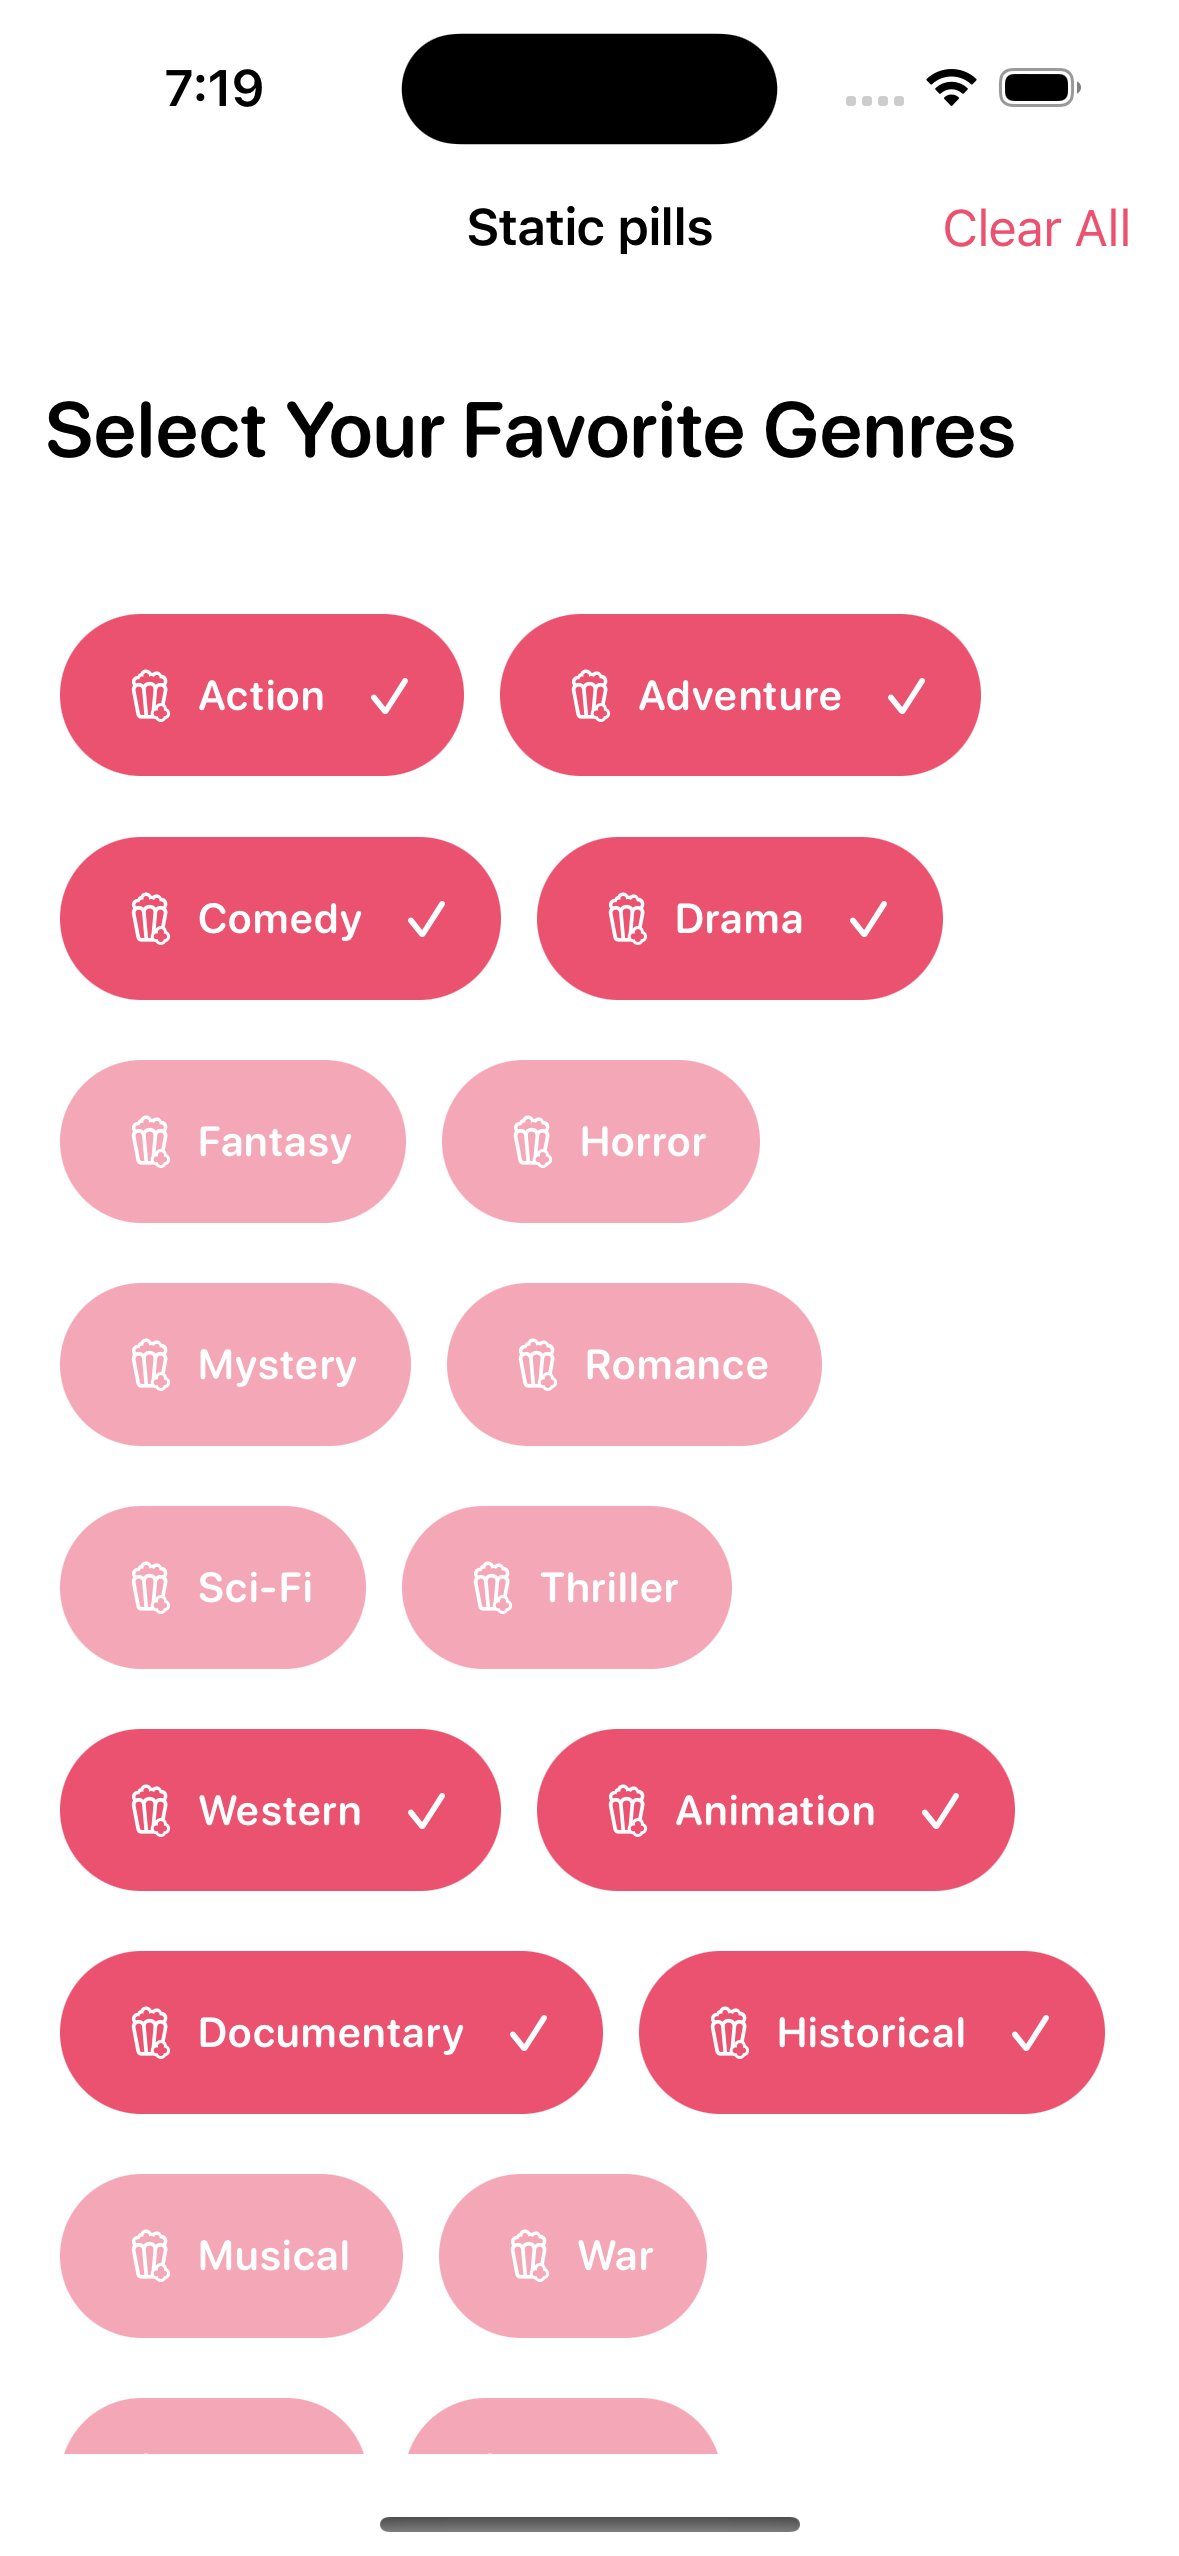 7:19
Static pills
Clear All
Select Your Favorite Genres
Action
Adventure
Comedy
Drama
Fantasy
Horror
Mystery
Romance
Sci-Fi
Thriller
Western
Animation
Documentary
Historical
Musical
War